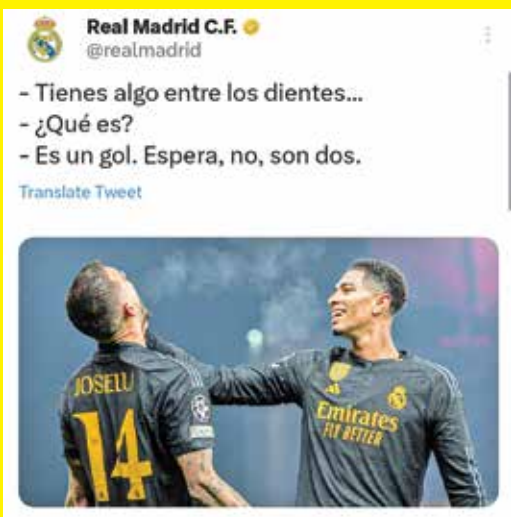 Real Madrid C.F.
@realmadrid
- Tienes algo entre los dientes...
- ¿Qué es?
- Es un gol. Espera, no, son dos.
Translate Tweet
JOSELU
14
Emirates
FLY BETTER